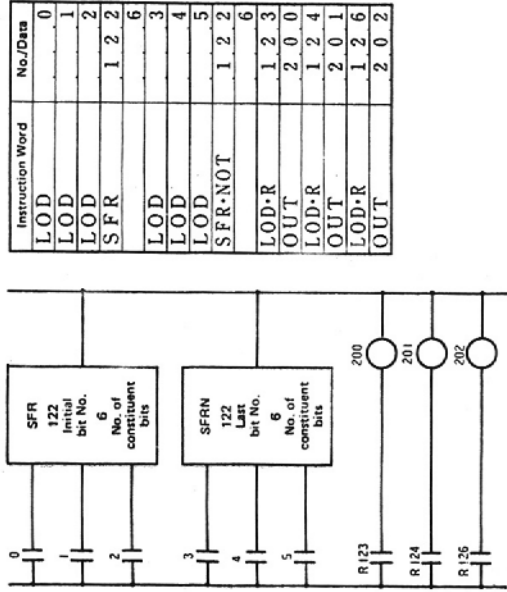 Instruction Word No./Data
LOD 0
LOD 1
LOD 2
SFR 1 2 2
6
LOD 3
LOD 4
LOD 5
SFR•NOT 1 2 2
6
LOD•R 1 2 3
OUT 2 0 0
LOD•R 1 2 4
OUT 2 0 1
LOD•R 1 2 6
OUT 2 0 2
0
1
2
SFR
122
Initial
bit No.
6
No. of
constituent
bits
3
4
5
SFRN
122
Last
bit No.
6
No. of
constituent
bits
R123
200
R124
201
R126
202